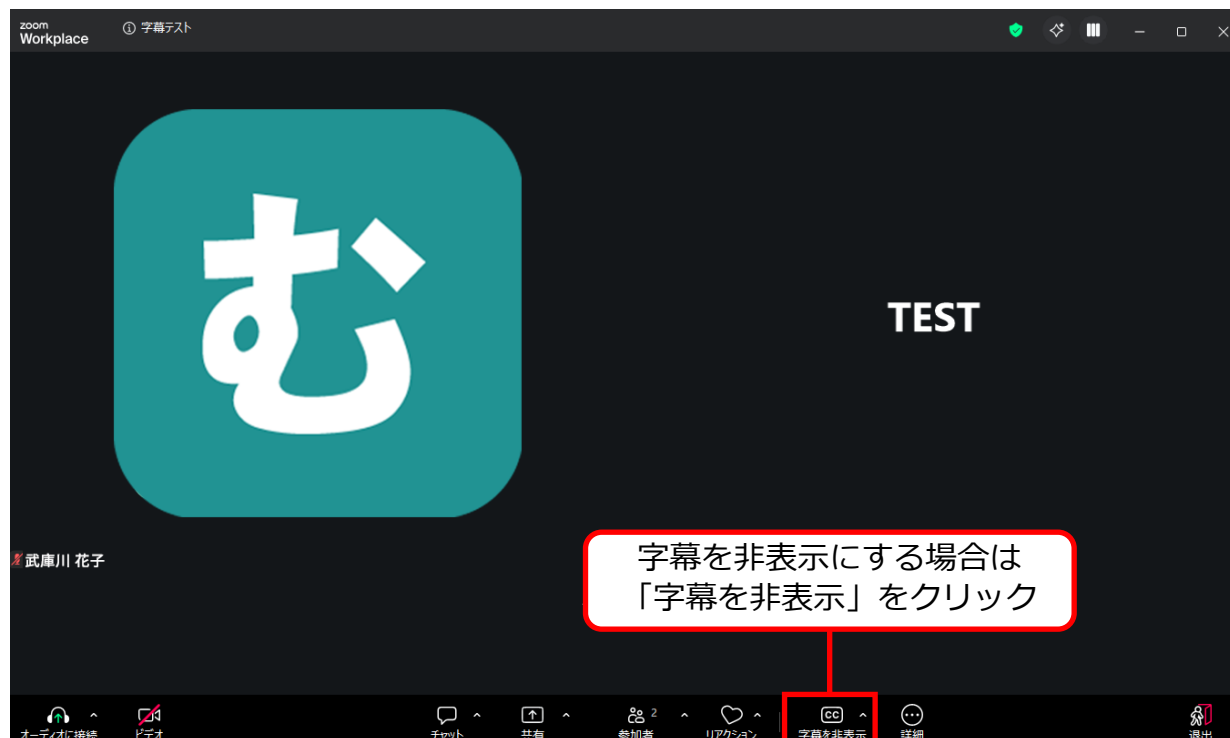 zoom
Workplace
字幕テスト
む
TEST
武庫川 花子
字幕を非表示にする場合は
「字幕を非表示」をクリック
2
CC
オーディオに接続
ビデオ
チャット
共有
参加者
リアクション
字幕を非表示
詳細
退出